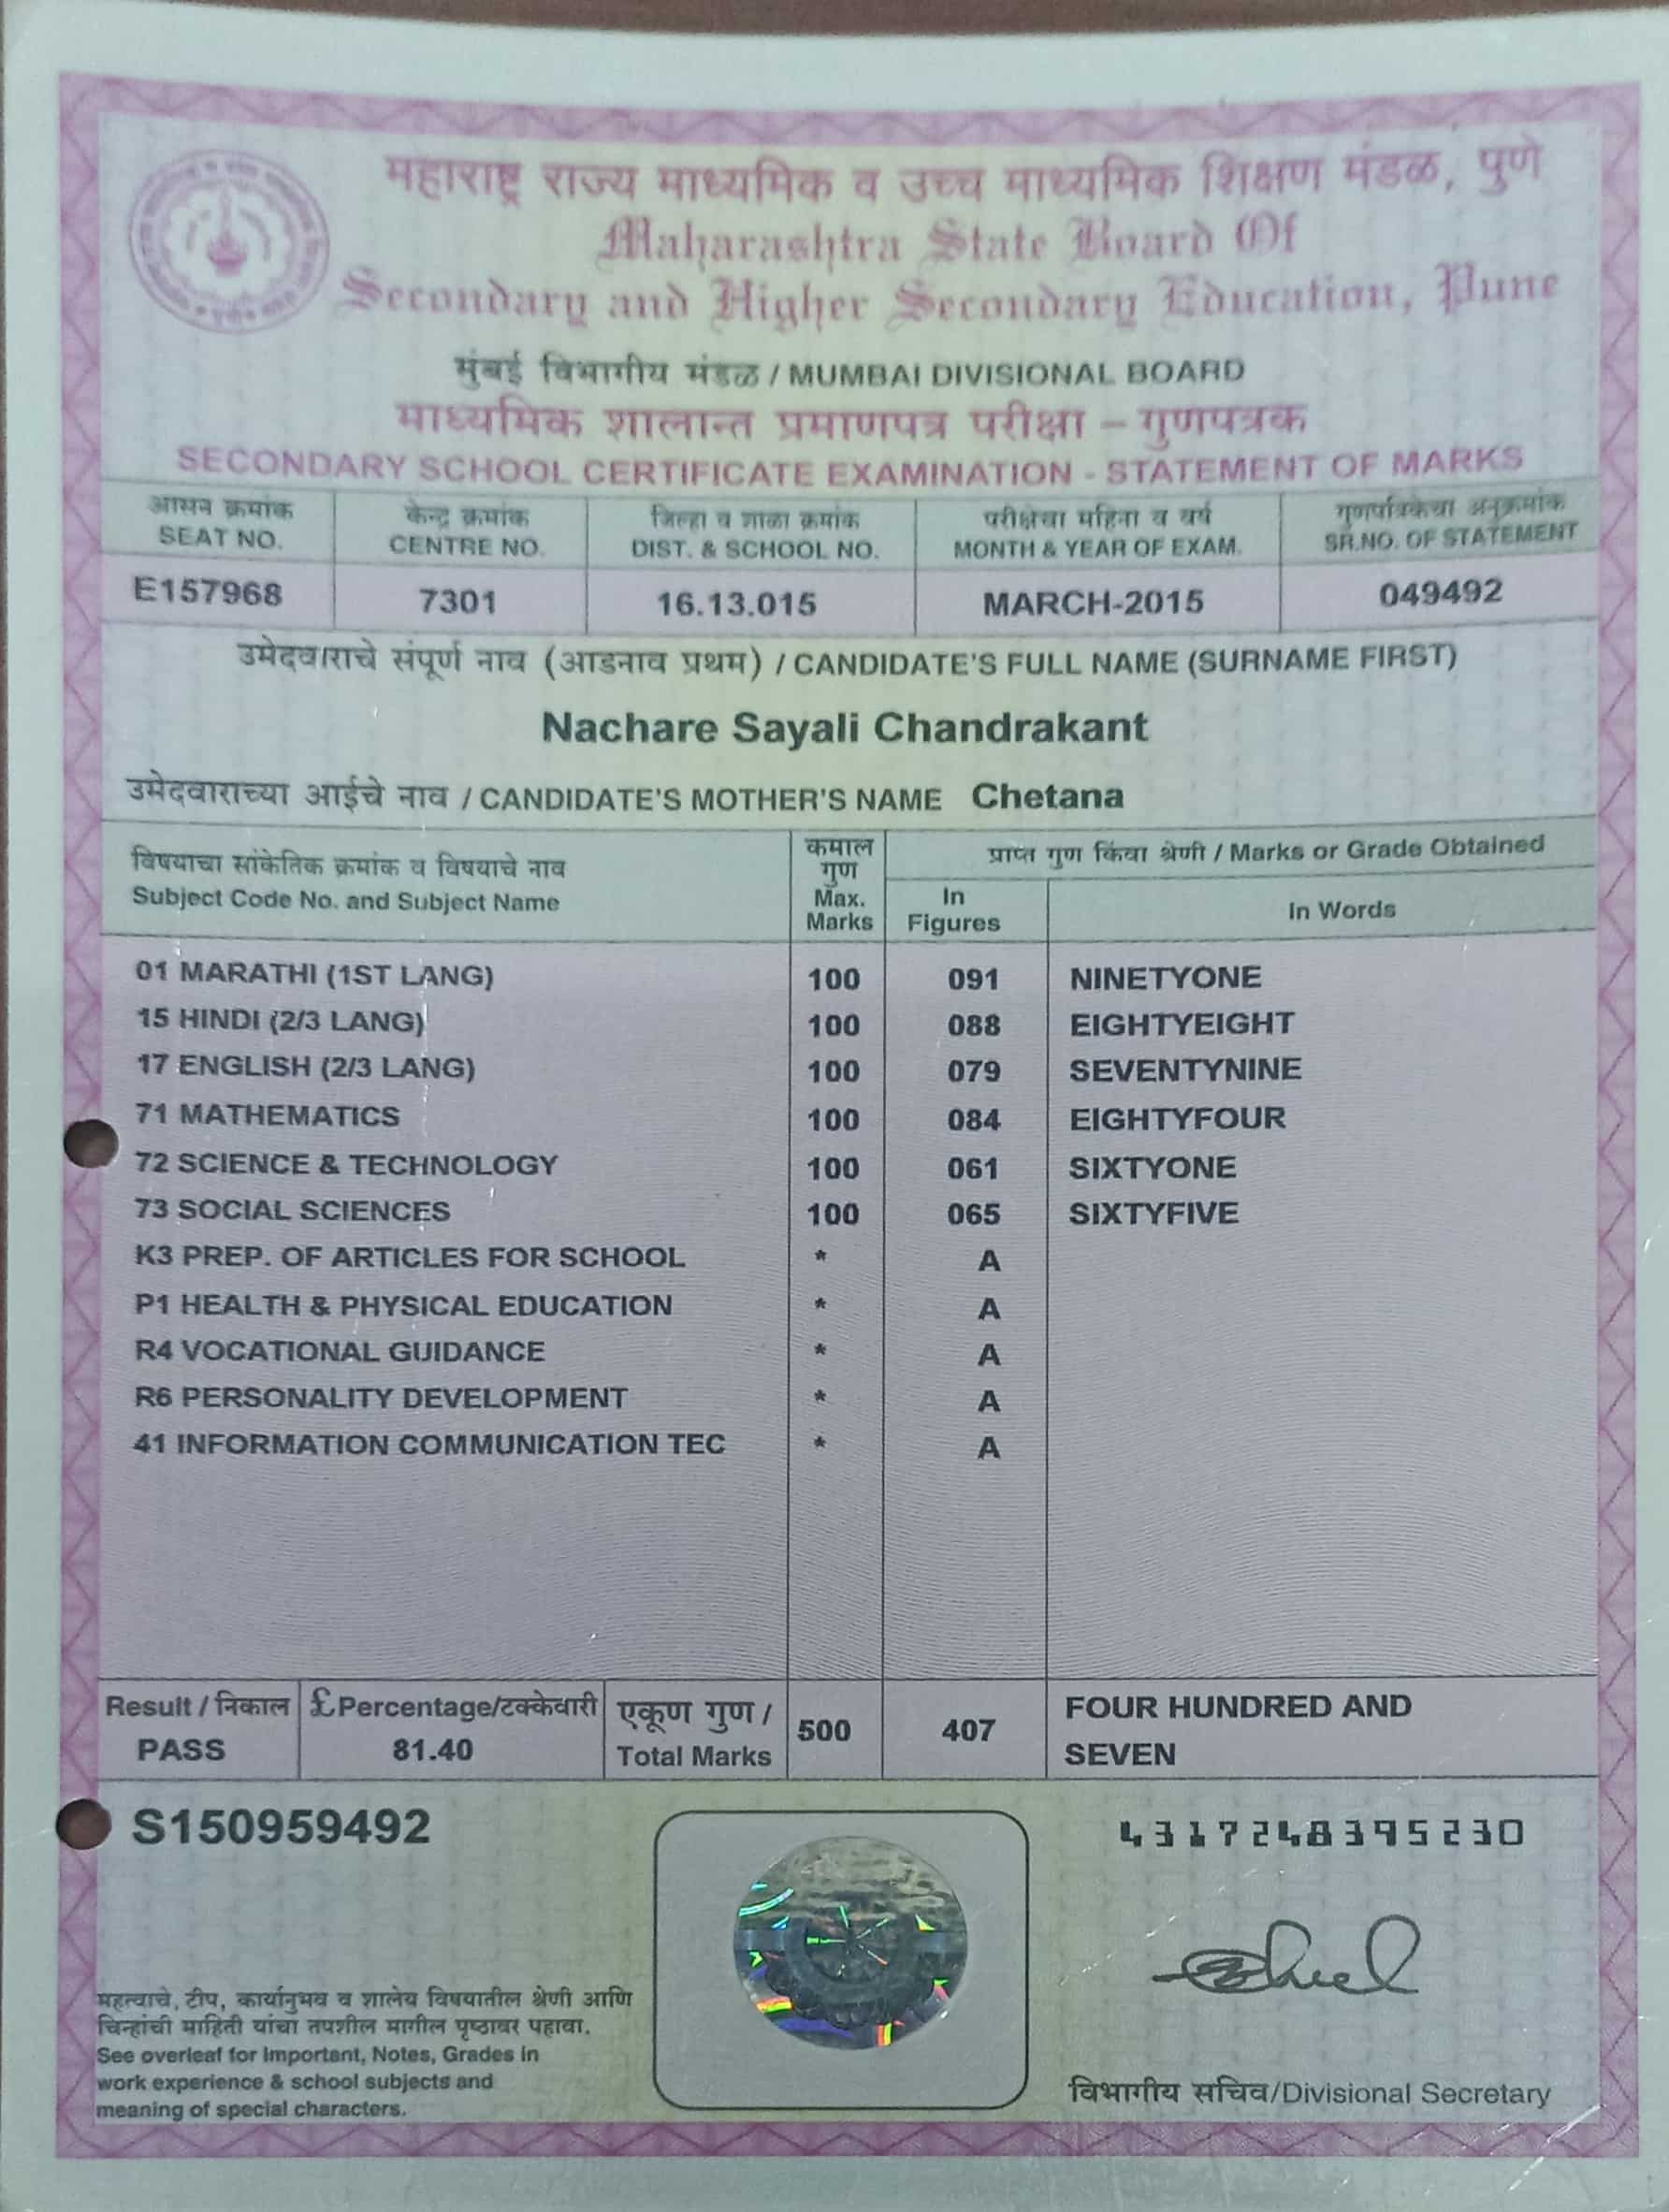 महाराष्ट्र राज्य माध्यमिक व उच्च माध्यमिक शिक्षण मंडळ, पुणे
Maharashtra State Board Of
Secondary and Higher Secondary Education, Pune
मुंबई विभागीय मंडळ / MUMBAI DIVISIONAL BOARD
माध्यमिक शालान्त प्रमाणपत्र परीक्षा – गुणपत्रक
SECONDARY SCHOOL CERTIFICATE EXAMINATION - STATEMENT OF MARKS
आसन क्रमांक केन्द्र क्रमांक जिल्हा व शाळा क्रमांक परीक्षेचा महिना व वर्ष गुणपत्रिकेचा अनुक्रमांक
SEAT NO. CENTRE NO. DIST. & SCHOOL NO. MONTH & YEAR OF EXAM. SR.NO. OF STATEMENT
E157968 7301 16.13.015 MARCH-2015 049492
उमेदवाराचे संपूर्ण नाव (आडनाव प्रथम) / CANDIDATE'S FULL NAME (SURNAME FIRST)
Nachare Sayali Chandrakant
उमेदवाराच्या आईचे नाव / CANDIDATE'S MOTHER'S NAME Chetana
विषयाचा सांकेतिक क्रमांक व विषयाचे नाव
Subject Code No. and Subject Name
कमाल
गुण
Max.
Marks
प्राप्त गुण किंवा श्रेणी / Marks or Grade Obtained
In
Figures
In Words
01 MARATHI (1ST LANG) 100 091 NINETYONE
15 HINDI (2/3 LANG) 100 088 EIGHTYEIGHT
17 ENGLISH (2/3 LANG) 100 079 SEVENTYNINE
71 MATHEMATICS 100 084 EIGHTYFOUR
72 SCIENCE & TECHNOLOGY 100 061 SIXTYONE
73 SOCIAL SCIENCES 100 065 SIXTYFIVE
K3 PREP. OF ARTICLES FOR SCHOOL * A
P1 HEALTH & PHYSICAL EDUCATION * A
R4 VOCATIONAL GUIDANCE * A
R6 PERSONALITY DEVELOPMENT * A
41 INFORMATION COMMUNICATION TEC * A
Result / निकाल
PASS
£ Percentage/टक्केवारी
81.40
एकूण गुण /
Total Marks
500 407
FOUR HUNDRED AND
SEVEN
S150959492
4317248395230
महत्वाचे, टीप, कार्यानुभव व शालेय विषयातील श्रेणी आणि
चिन्हांची माहिती यांचा तपशील मागील पृष्ठावर पहावा.
See overleaf for Important, Notes, Grades in
work experience & school subjects and
meaning of special characters.
विभागीय सचिव/Divisional Secretary